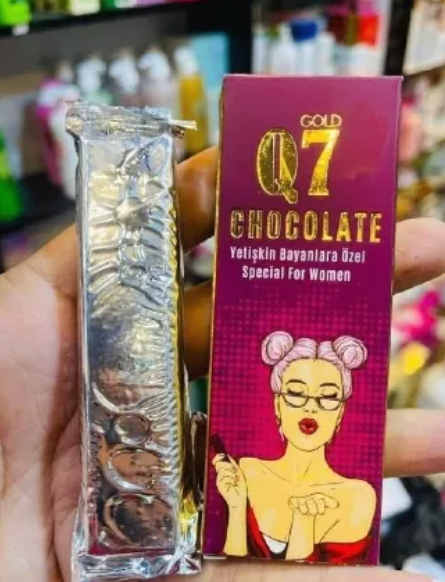 GOLD
Q7
CHOCOLATE
Yetişkin Bayanlara Özel
Special For Women